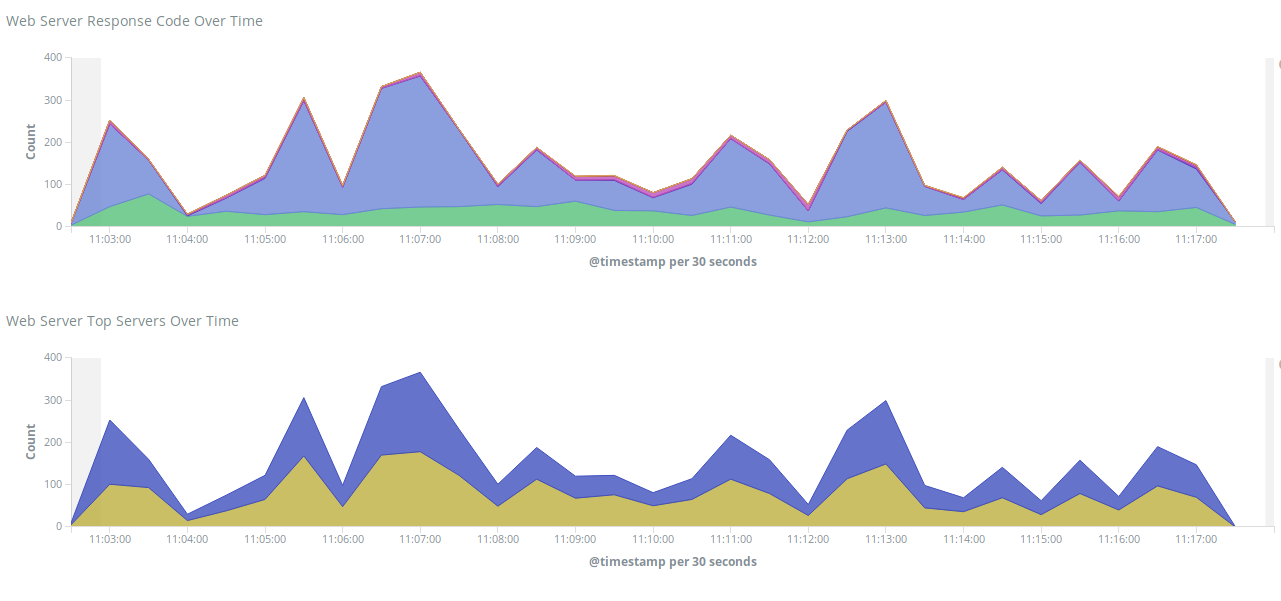 Web Server Response Code Over Time
400
300
200
100
0
Count
11:03:00 11:04:00 11:05:00 11:06:00 11:07:00 11:08:00 11:09:00 11:10:00 11:11:00 11:12:00 11:13:00 11:14:00 11:15:00 11:16:00 11:17:00
@timestamp per 30 seconds
Web Server Top Servers Over Time
400
300
200
100
0
Count
11:03:00 11:04:00 11:05:00 11:06:00 11:07:00 11:08:00 11:09:00 11:10:00 11:11:00 11:12:00 11:13:00 11:14:00 11:15:00 11:16:00 11:17:00
@timestamp per 30 seconds